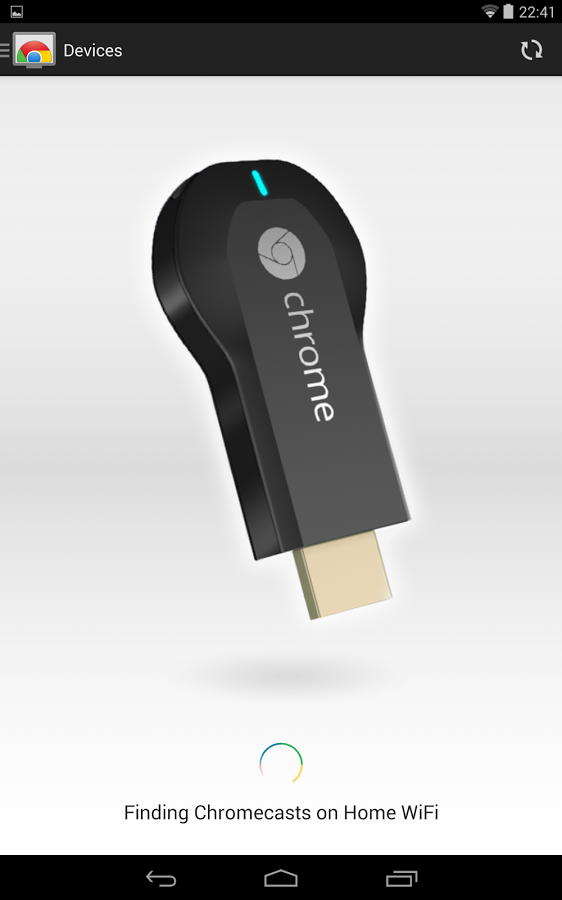 22:41
Devices
chrome
Finding Chromecasts on Home WiFi